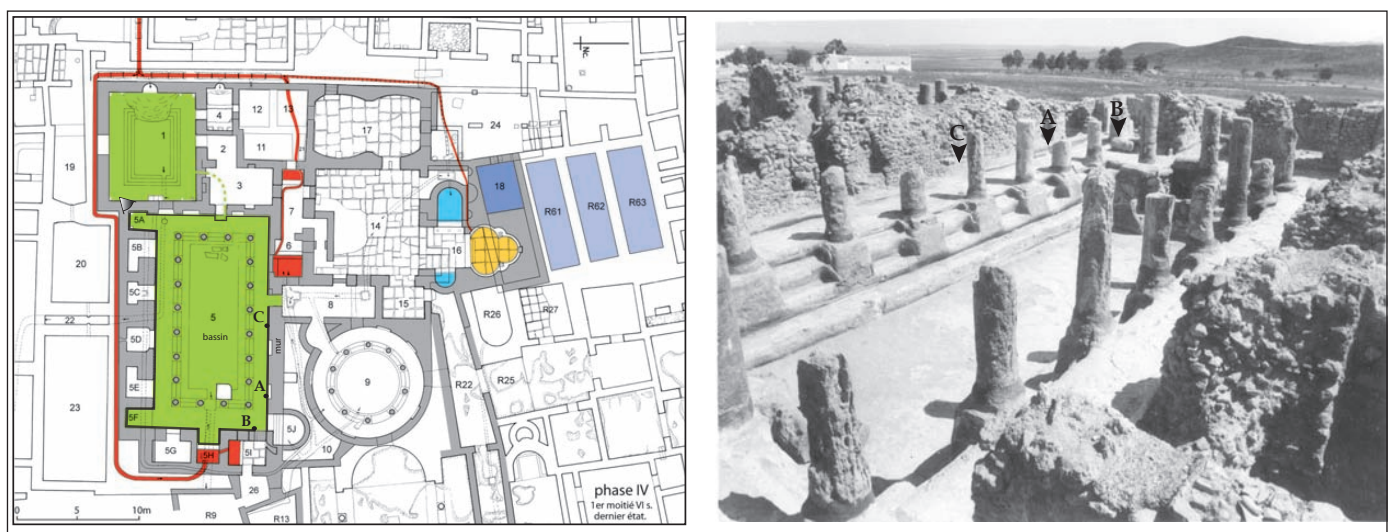 Nc.
12
13
17
1
4
2
11
24
19
3
18
R61
R62
R63
7
14
5A
6
16
5B
20
5C
8
15
R26
R27
22
5
bassin
C
5D
mur
9
R25
R22
23
5E
A
5F
B
5J
5G
5H
5I
10
26
phase IV
1er moitié VI s.
dernier état.
0 5 10m
R9
R13
C
A
B